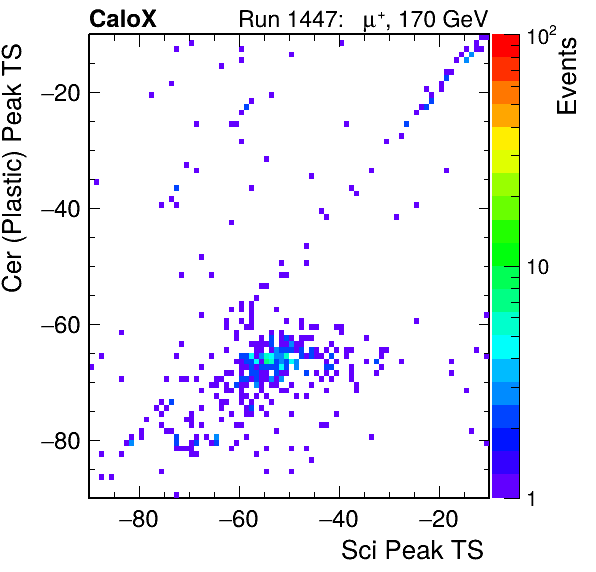 CaloX Run 1447: μ⁺, 170 GeV
Cer (Plastic) Peak TS
−20
−40
−60
−80
−80 −60 −40 −20
Sci Peak TS
10²
10
1
Events